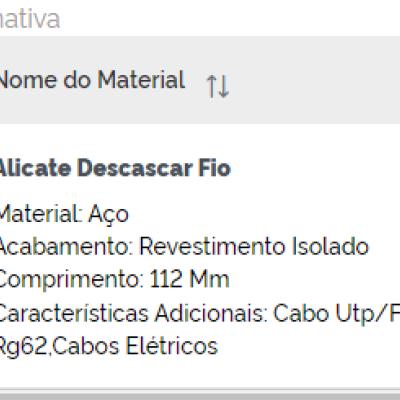 nativa
Nome do Material
Alicate Descascar Fio
Material: Aço
Acabamento: Revestimento Isolado
Comprimento: 112 Mm
Características Adicionais: Cabo Utp/F
Rg62,Cabos Elétricos